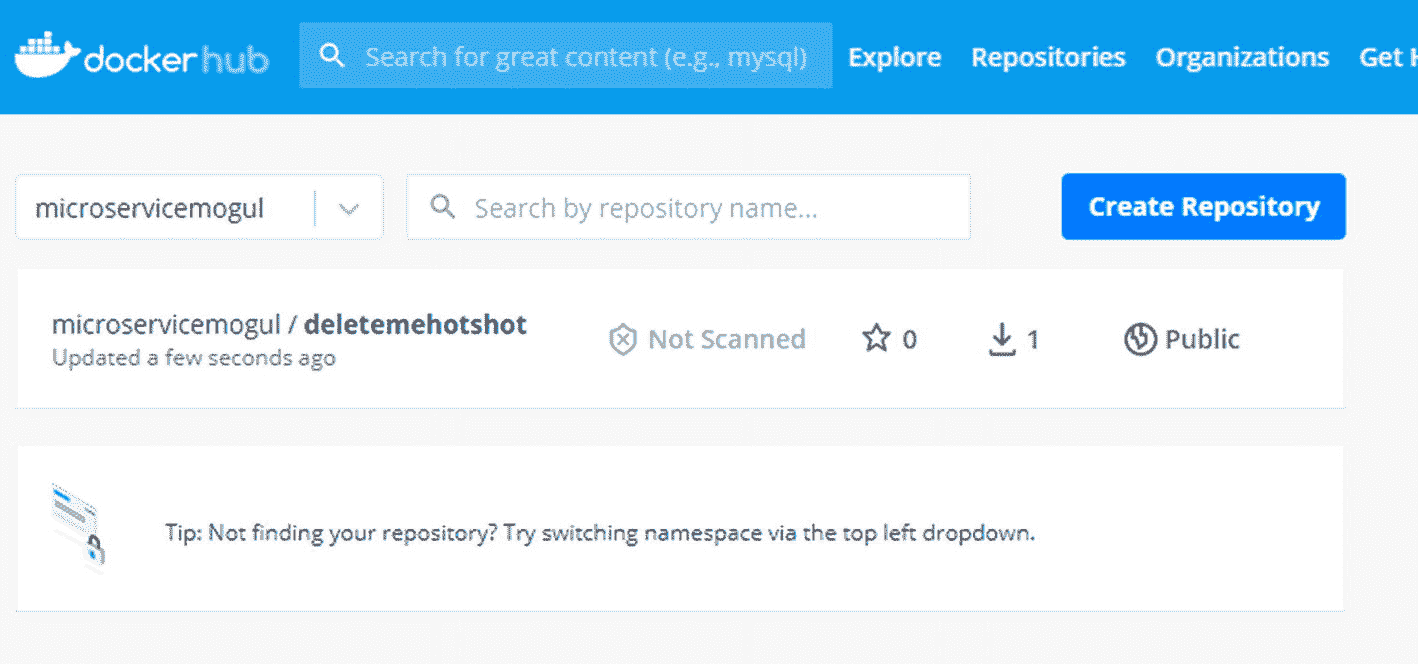 dockerhub Search for great content (e.g., mysql) Explore Repositories Organizations Get
microservicemogul Search by repository name... Create Repository
microservicemogul / deletemehotshot Not Scanned 0 1 Public
Updated a few seconds ago
Tip: Not finding your repository? Try switching namespace via the top left dropdown.